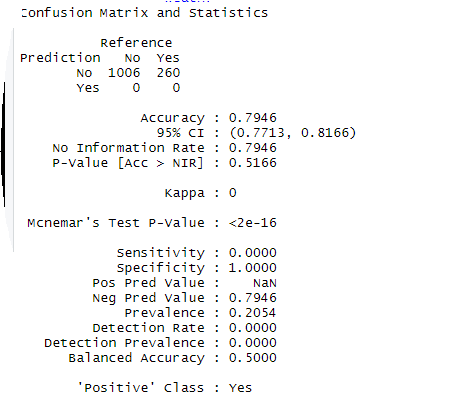 Confusion Matrix and Statistics
Reference
Prediction No Yes
No 1006 260
Yes 0 0
Accuracy : 0.7946
95% CI : (0.7713, 0.8166)
No Information Rate : 0.7946
P-Value [Acc > NIR] : 0.5166
Kappa : 0
Mcnemar's Test P-Value : <2e-16
Sensitivity : 0.0000
Specificity : 1.0000
Pos Pred Value : NaN
Neg Pred Value : 0.7946
Prevalence : 0.2054
Detection Rate : 0.0000
Detection Prevalence : 0.0000
Balanced Accuracy : 0.5000
'Positive' Class : Yes